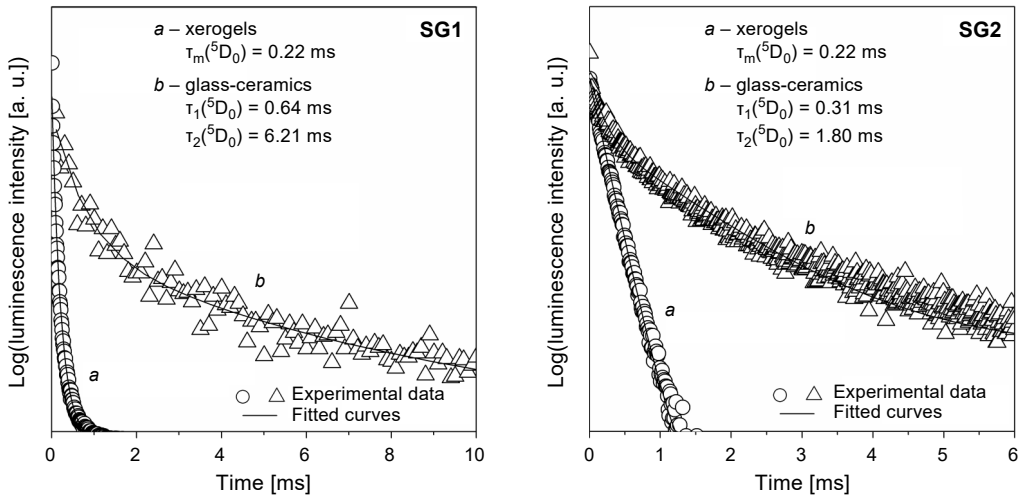 SG1
a – xerogels
τm(⁵D₀) = 0.22 ms
b – glass-ceramics
τ₁(⁵D₀) = 0.64 ms
τ₂(⁵D₀) = 6.21 ms
b
a
Experimental data
Fitted curves
0 2 4 6 8 10
Time [ms]
Log(luminescence intensity [a. u.])
SG2
a – xerogels
τm(⁵D₀) = 0.22 ms
b – glass-ceramics
τ₁(⁵D₀) = 0.31 ms
τ₂(⁵D₀) = 1.80 ms
b
a
Experimental data
Fitted curves
0 1 2 3 4 5 6
Time [ms]
Log(luminescence intensity [a. u.])